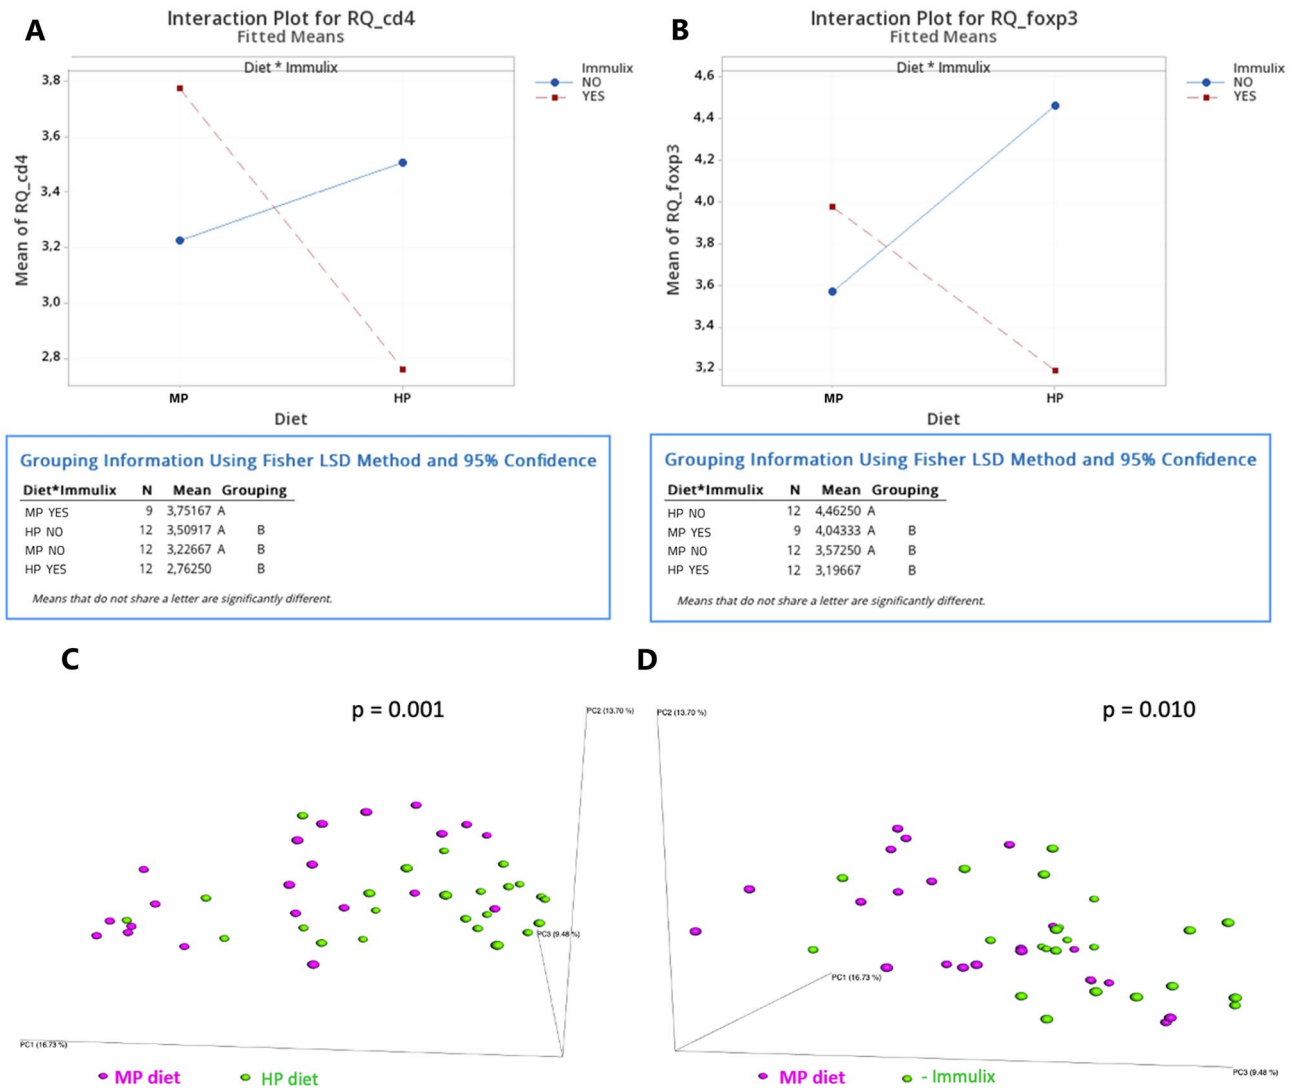 A
Interaction Plot for RQ_cd4
Fitted Means
Diet * Immulix
Immulix
NO
YES
3,8
3,6
3,4
3,2
3,0
2,8
Mean of RQ_cd4
MP
HP
Diet
Grouping Information Using Fisher LSD Method and 95% Confidence
Diet*Immulix N Mean Grouping
MP YES 9 3,75167 A
HP NO 12 3,50917 A B
MP NO 12 3,22667 A B
HP YES 12 2,76250 B
Means that do not share a letter are significantly different.
B
Interaction Plot for RQ_foxp3
Fitted Means
Diet * Immulix
Immulix
NO
YES
4,6
4,4
4,2
4,0
3,8
3,6
3,4
3,2
Mean of RQ_foxp3
MP
HP
Diet
Grouping Information Using Fisher LSD Method and 95% Confidence
Diet*Immulix N Mean Grouping
HP NO 12 4,46250 A
MP YES 9 4,04333 A B
MP NO 12 3,57250 A B
HP YES 12 3,19667 B
Means that do not share a letter are significantly different.
C
p = 0.001
PC2 (13.70 %)
PC3 (9.48 %)
PC1 (16.73 %)
MP diet
HP diet
D
p = 0.010
PC2 (13.70 %)
PC1 (16.73 %)
PC3 (9.48 %)
MP diet
- Immulix